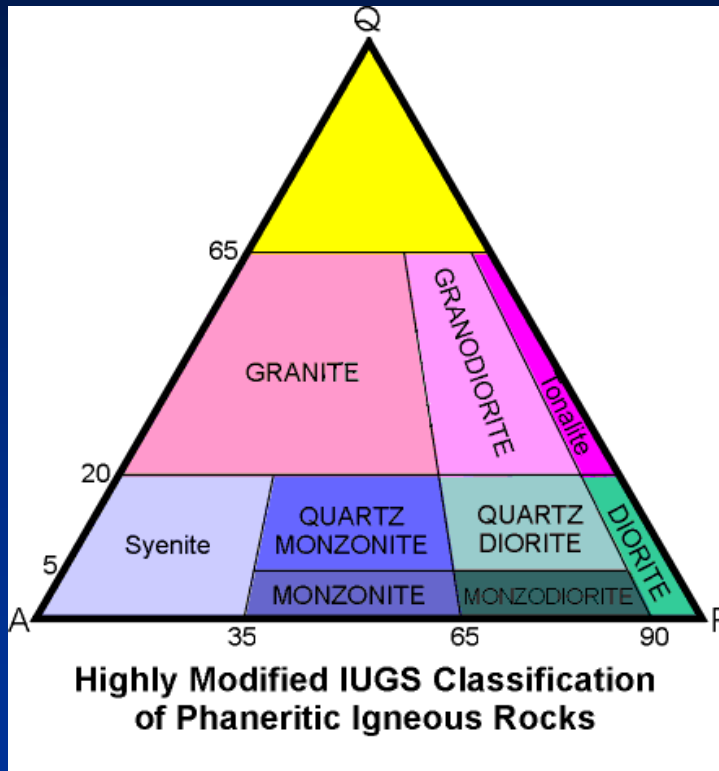 Q
65
GRANITE
GRANODIORITE
Tonalite
20
Syenite
QUARTZ
MONZONITE
QUARTZ
DIORITE
DIORITE
5
MONZONITE
MONZODIORITE
A
P
35
65
90
Highly Modified IUGS Classification
of Phaneritic Igneous Rocks